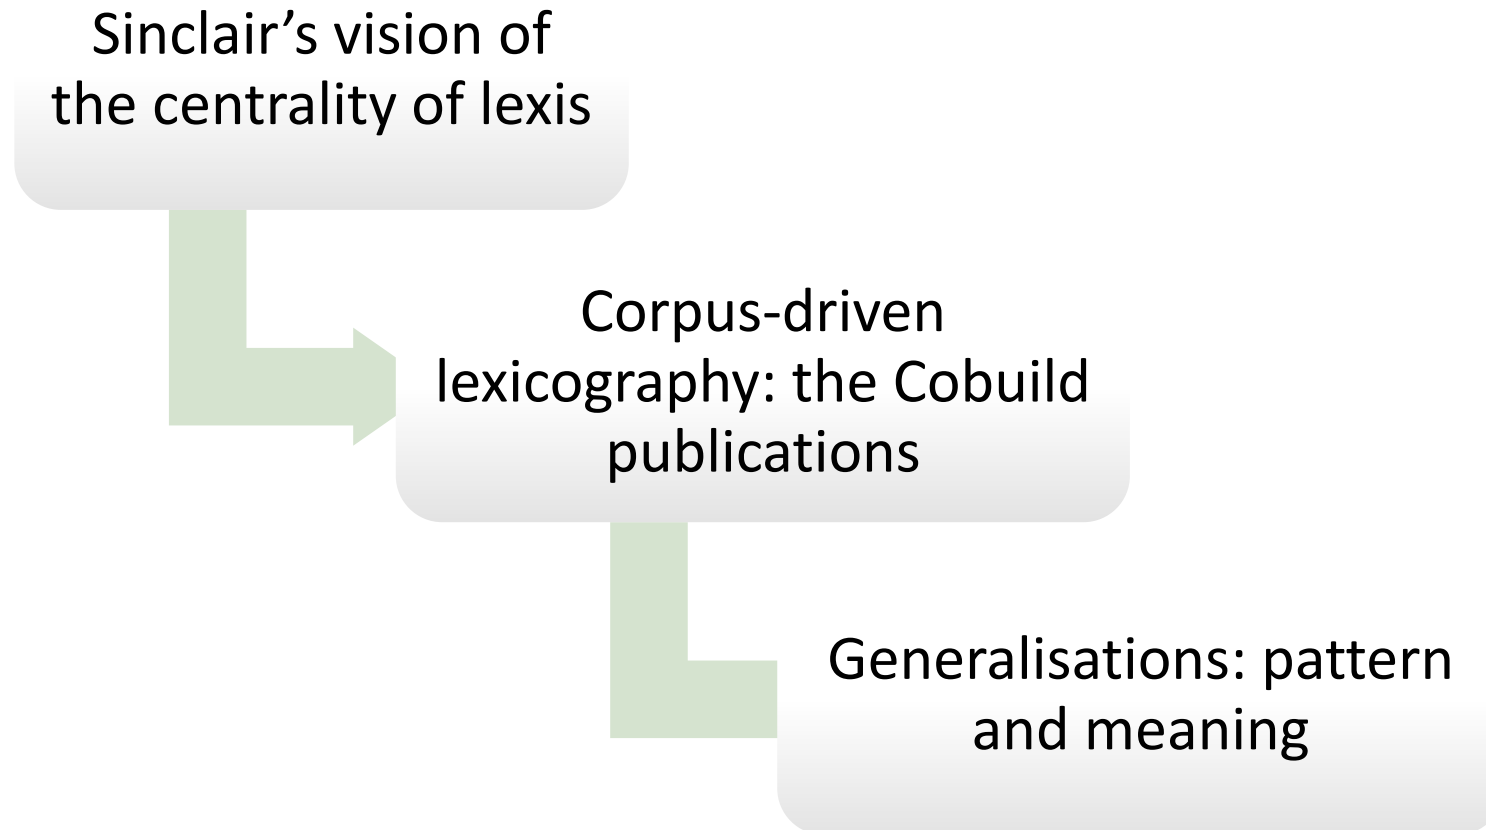 Sinclair’s vision of
the centrality of lexis
Corpus-driven
lexicography: the Cobuild
publications
Generalisations: pattern
and meaning